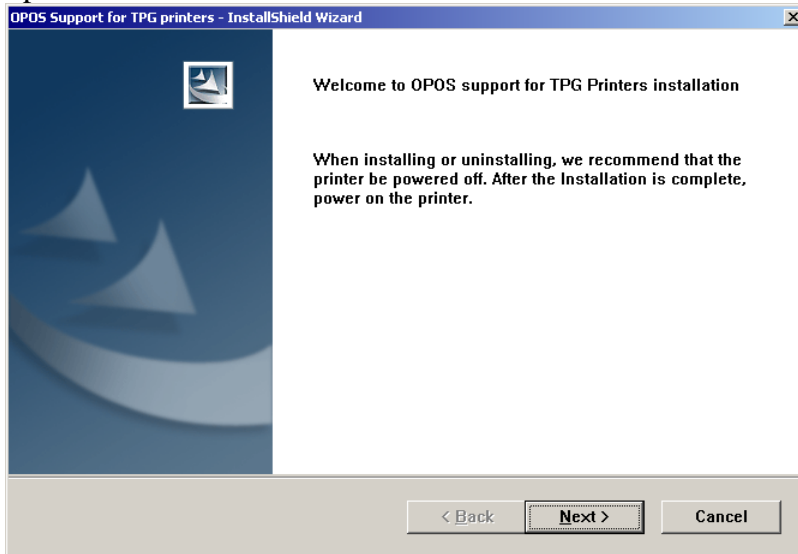 OPOS Support for TPG printers - InstallShield Wizard
Welcome to OPOS support for TPG Printers installation
When installing or uninstalling, we recommend that the
printer be powered off. After the Installation is complete,
power on the printer.
< Back Next > Cancel